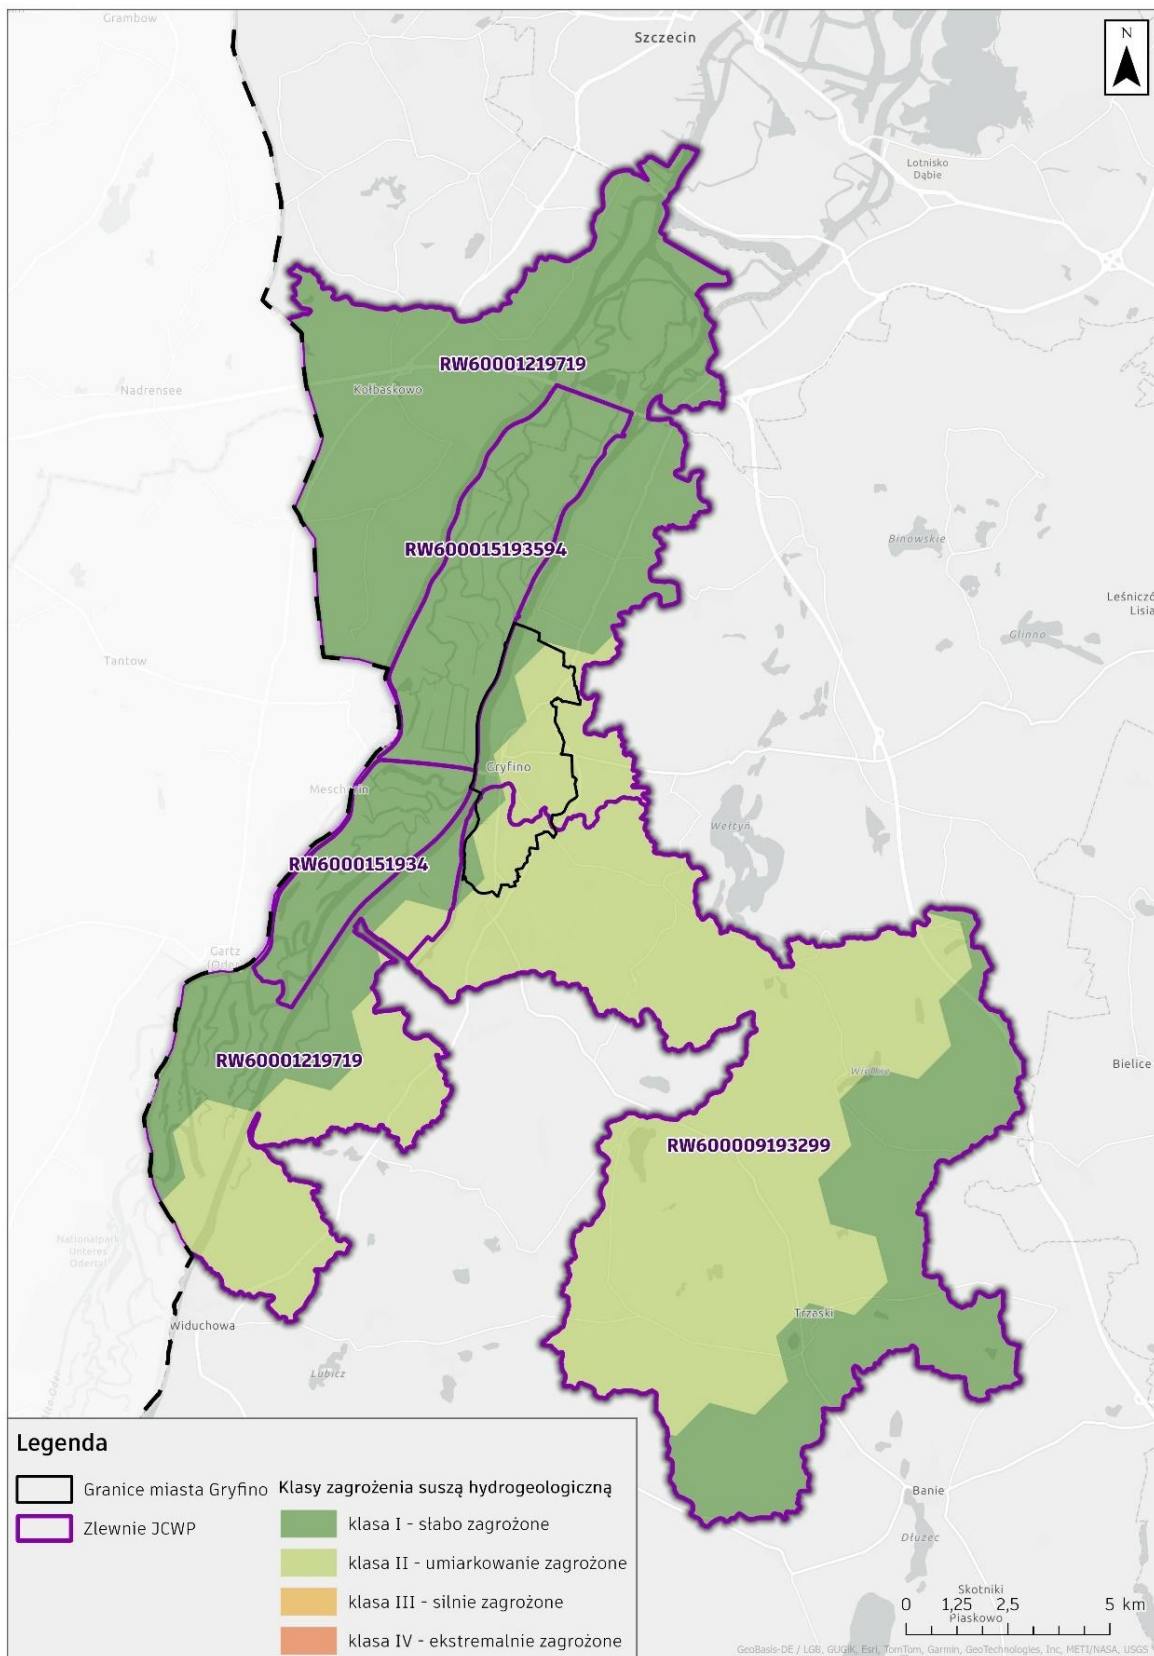 Grambow
Szczecin
N
Lotnisko
Dąbie
RW60001219719
Nadrensee
Kołbaskowo
RW600015193594
Binowskie
Leśniczó
Lisia
Glinna
Tantow
Gryfino
Mescherin
Wełtyń
RW6000151934
Gartz
(Oder)
RW60001219719
Wielkie
Bielice
RW600009193299
Nationalpark
Unteres
Odertal
Trzaski
Widuchowa
Lubicz
Banie
Dłużec
Skotniki
Piaskowo
Legenda
Granice miasta Gryfino
Zlewnie JCWP
Klasy zagrożenia suszą hydrogeologiczną
klasa I - słabo zagrożone
klasa II - umiarkowanie zagrożone
klasa III - silnie zagrożone
klasa IV - ekstremalnie zagrożone
0 1,25 2,5 5 km
GeoBasis-DE / LGB, GUGiK, Esri, TomTom, Garmin, GeoTechnologies, Inc, METI/NASA, USGS